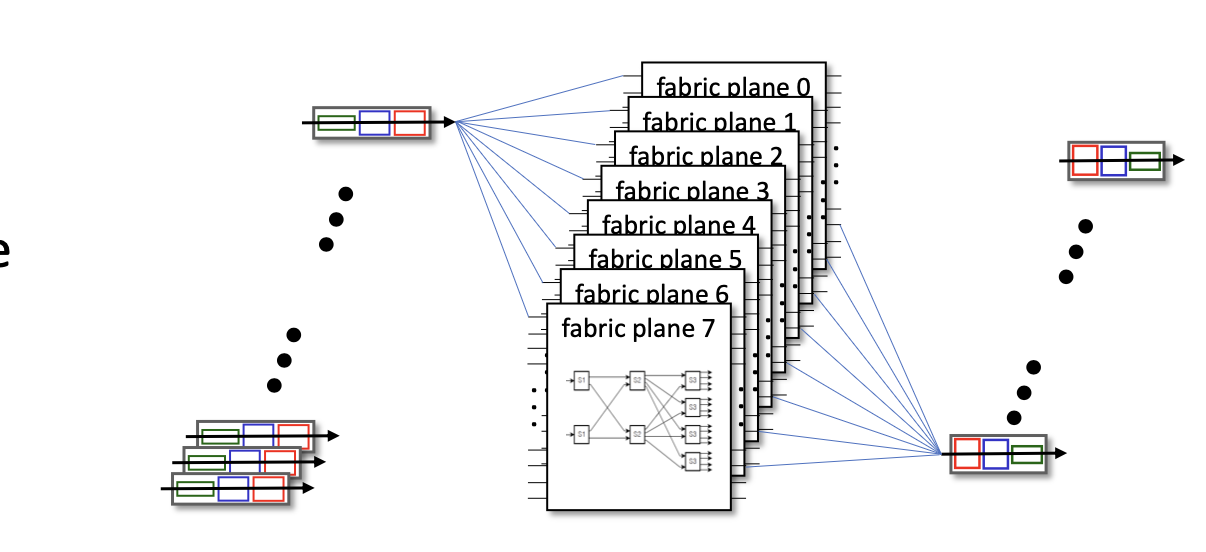 fabric plane 0
fabric plane 1
fabric plane 2
e
fabric plane 3
fabric plane 4
fabric plane 5
fabric plane 6
fabric plane 7
S1 S2 S3
S3
S1 S2 S3
S3